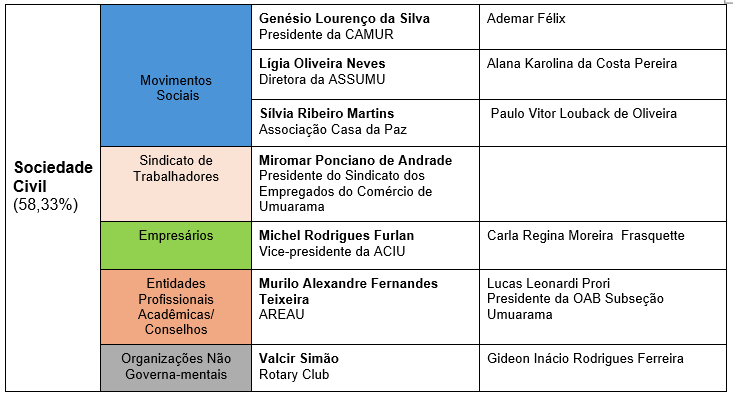 Sociedade
Civil
(58,33%)
Movimentos
Sociais
Genésio Lourenço da Silva
Presidente da CAMUR
Ademar Félix
Lígia Oliveira Neves
Diretora da ASSUMU
Alana Karolina da Costa Pereira
Sílvia Ribeiro Martins
Associação Casa da Paz
Paulo Vitor Louback de Oliveira
Sindicato de
Trabalhadores
Miromar Ponciano de Andrade
Presidente do Sindicato dos
Empregados do Comércio de
Umuarama
Empresários
Michel Rodrigues Furlan
Vice-presidente da ACIU
Carla Regina Moreira  Frasquette
Entidades
Profissionais
Acadêmicas/
Conselhos
Murilo Alexandre Fernandes
Teixeira
AREAU
Lucas Leonardi Prori
Presidente da OAB Subseção
Umuarama
Organizações Não
Governa-mentais
Valcir Simão
Rotary Club
Gideon Inácio Rodrigues Ferreira